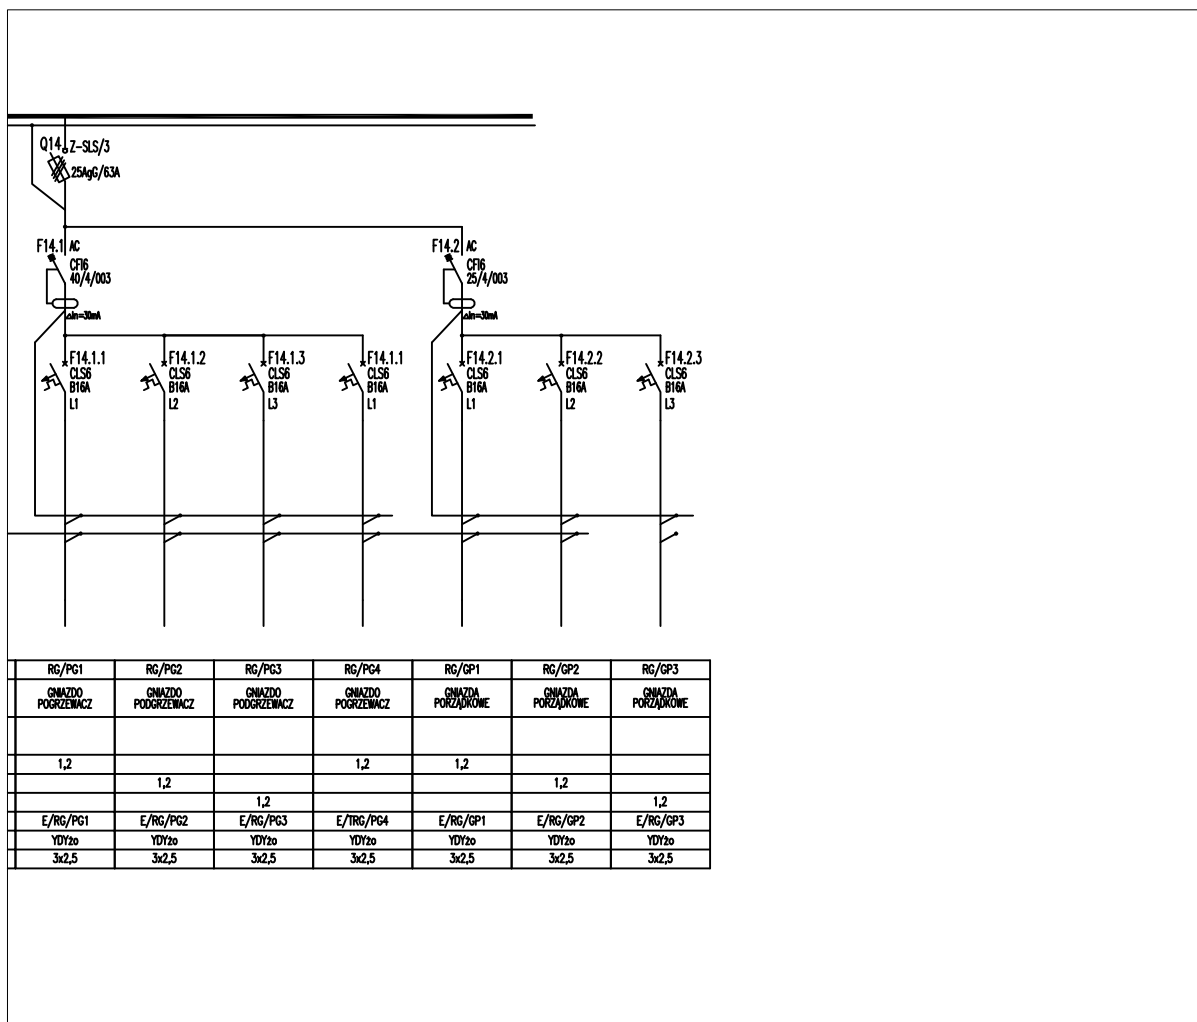 Q14 Z-SLS/3
25AgG/63A
F14.1 AC
CFI6
40/4/003
ΔIn=30mA
F14.2 AC
CFI6
25/4/003
ΔIn=30mA
F14.1.1
CLS6
B16A
L1
F14.1.2
CLS6
B16A
L2
F14.1.3
CLS6
B16A
L3
F14.1.1
CLS6
B16A
L1
F14.2.1
CLS6
B16A
L1
F14.2.2
CLS6
B16A
L2
F14.2.3
CLS6
B16A
L3
RG/PG1 RG/PG2 RG/PG3 RG/PG4 RG/GP1 RG/GP2 RG/GP3
GNIAZDO GNIAZDO GNIAZDO GNIAZDO GNIAZDA GNIAZDA GNIAZDA
POGRZEWACZ PODGRZEWACZ PODGRZEWACZ POGRZEWACZ PORZĄDKOWE PORZĄDKOWE PORZĄDKOWE
1,2 1,2 1,2
1,2 1,2
1,2 1,2
E/RG/PG1 E/RG/PG2 E/RG/PG3 E/TRG/PG4 E/RG/GP1 E/RG/GP2 E/RG/GP3
YDYżo YDYżo YDYżo YDYżo YDYżo YDYżo YDYżo
3x2,5 3x2,5 3x2,5 3x2,5 3x2,5 3x2,5 3x2,5